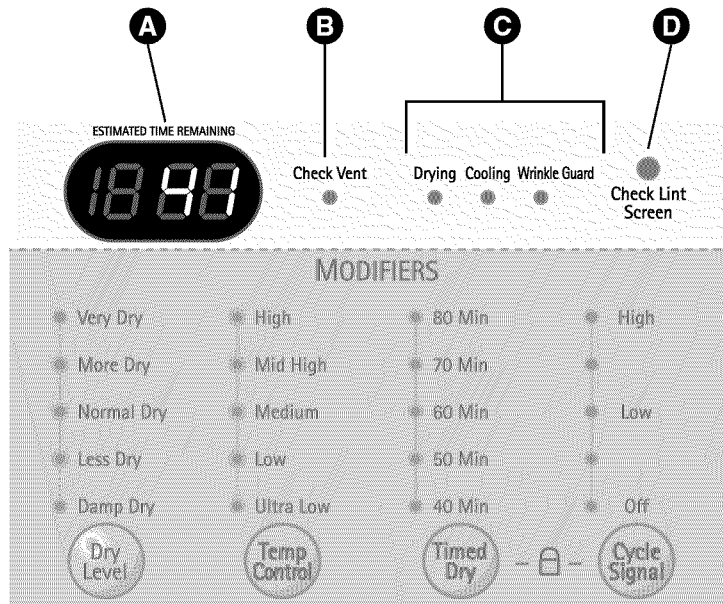 A B C D
ESTIMATED TIME REMAINING
41
Check Vent Drying Cooling Wrinkle Guard Check Lint
Screen
MODIFIERS
Very Dry High 80 Min High
More Dry Mid High 70 Min
Normal Dry Medium 60 Min Low
Less Dry Low 50 Min
Damp Dry Ultra Low 40 Min Off
Dry Temp Timed Cycle
Level Control Dry Signal